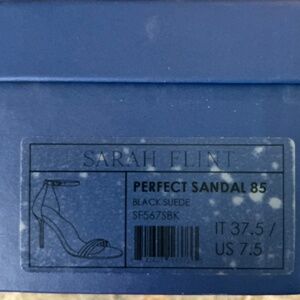 SARAH FLINT
PERFECT SANDAL 85
BLACK SUEDE
SF567SBK
IT 37.5 /
US 7.5